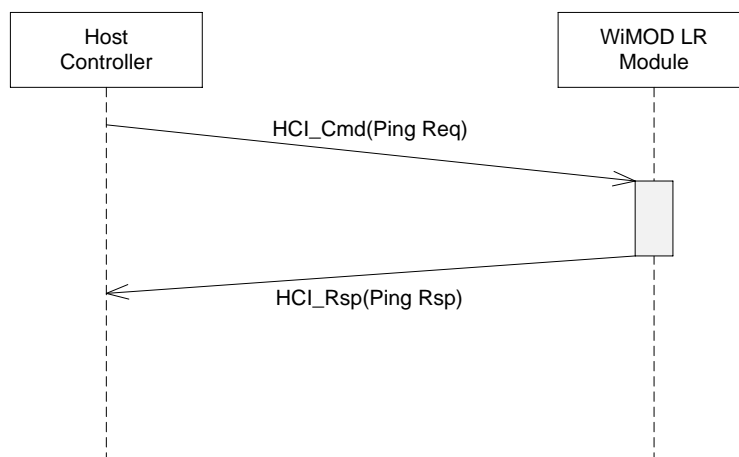 Host
Controller
WiMOD LR
Module
HCI_Cmd(Ping Req)
HCI_Rsp(Ping Rsp)